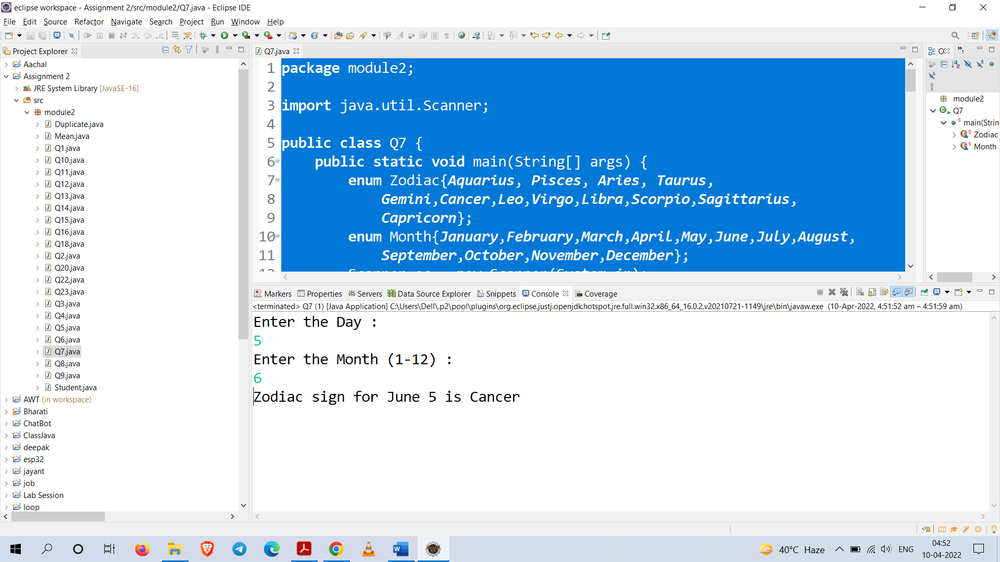 eclipse workspace - Assignment 2/src/module2/Q7.java - Eclipse IDE
File Edit Source Refactor Navigate Search Project Run Window Help
Project Explorer
Aachal
Assignment 2
JRE System Library [JavaSE-16]
src
module2
Duplicate.java
Mean.java
Q1.java
Q10.java
Q11.java
Q12.java
Q13.java
Q14.java
Q15.java
Q16.java
Q18.java
Q2.java
Q20.java
Q22.java
Q23.java
Q3.java
Q4.java
Q5.java
Q6.java
Q7.java
Q8.java
Q9.java
Student.java
AWT (in workspace)
Bharati
ChatBot
ClassJava
deepak
esp32
jayant
job
Lab Session
loop
Q7.java
1 package module2;
2
3 import java.util.Scanner;
4
5 public class Q7 {
6 public static void main(String[] args) {
7 enum Zodiac{Aquarius, Pisces, Aries, Taurus,
8 Gemini,Cancer,Leo,Virgo,Libra,Scorpio,Sagittarius,
9 Capricorn};
10 enum Month{January,February,March,April,May,June,July,August,
11 September,October,November,December};
module2
Q7
main(Strin
Zodiac
Month
Markers Properties Servers Data Source Explorer Snippets Console Coverage
<terminated> Q7 (1) [Java Application] C:\Users\Dell\.p2\pool\plugins\org.eclipse.justj.openjdk.hotspot.jre.full.win32.x86_64_16.0.2.v20210721-1149\jre\bin\javaw.exe (10-Apr-2022, 4:51:52 am – 4:51:59 am)
Enter the Day :
5
Enter the Month (1-12) :
6
Zodiac sign for June 5 is Cancer
40°C Haze
ENG
04:52
10-04-2022